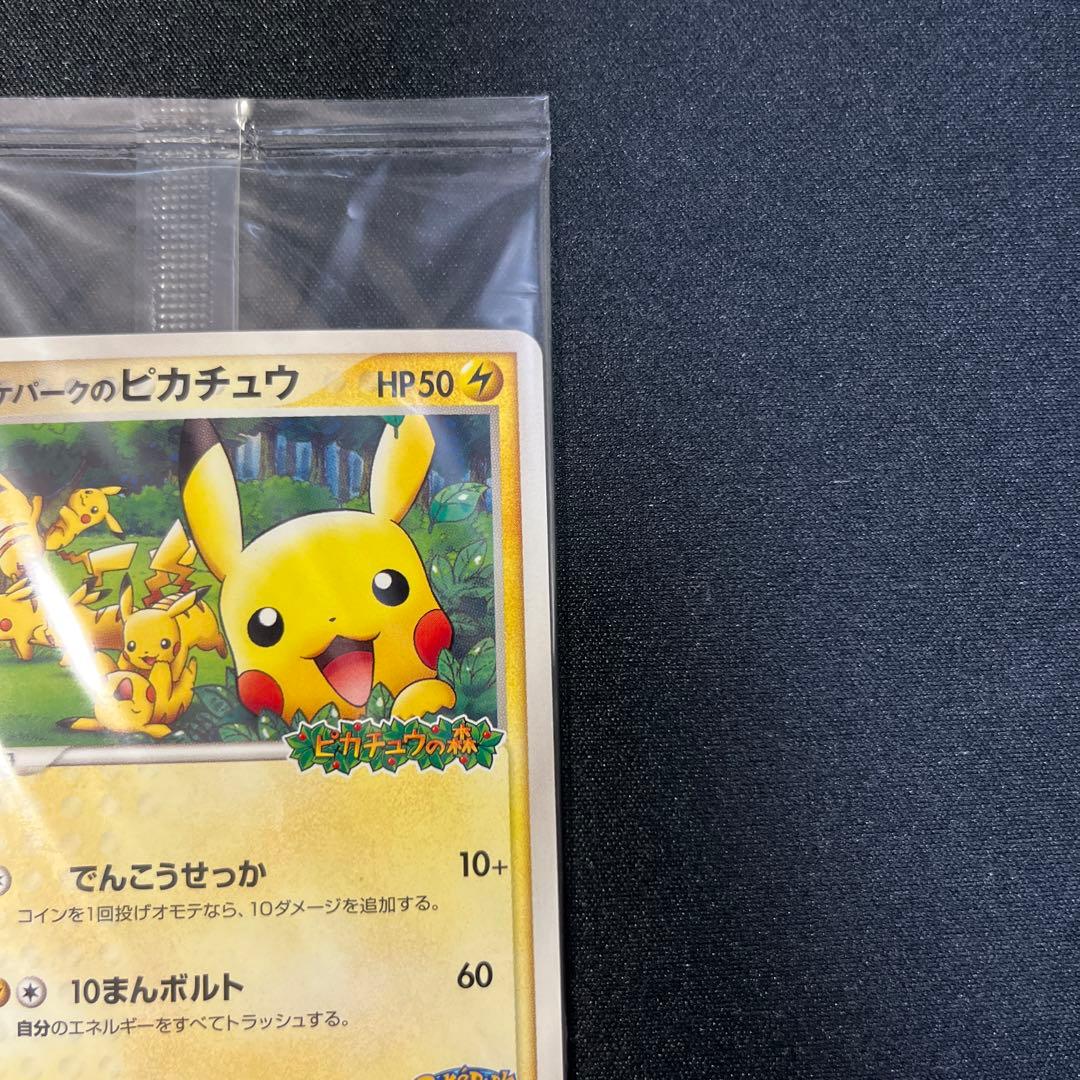 ケパークのピカチュウ HP50
ピカチュウの森
でんこうせっか 10+
コインを1回投げオモテなら、10ダメージを追加する。
10まんボルト 60
自分のエネルギーをすべてトラッシュする。